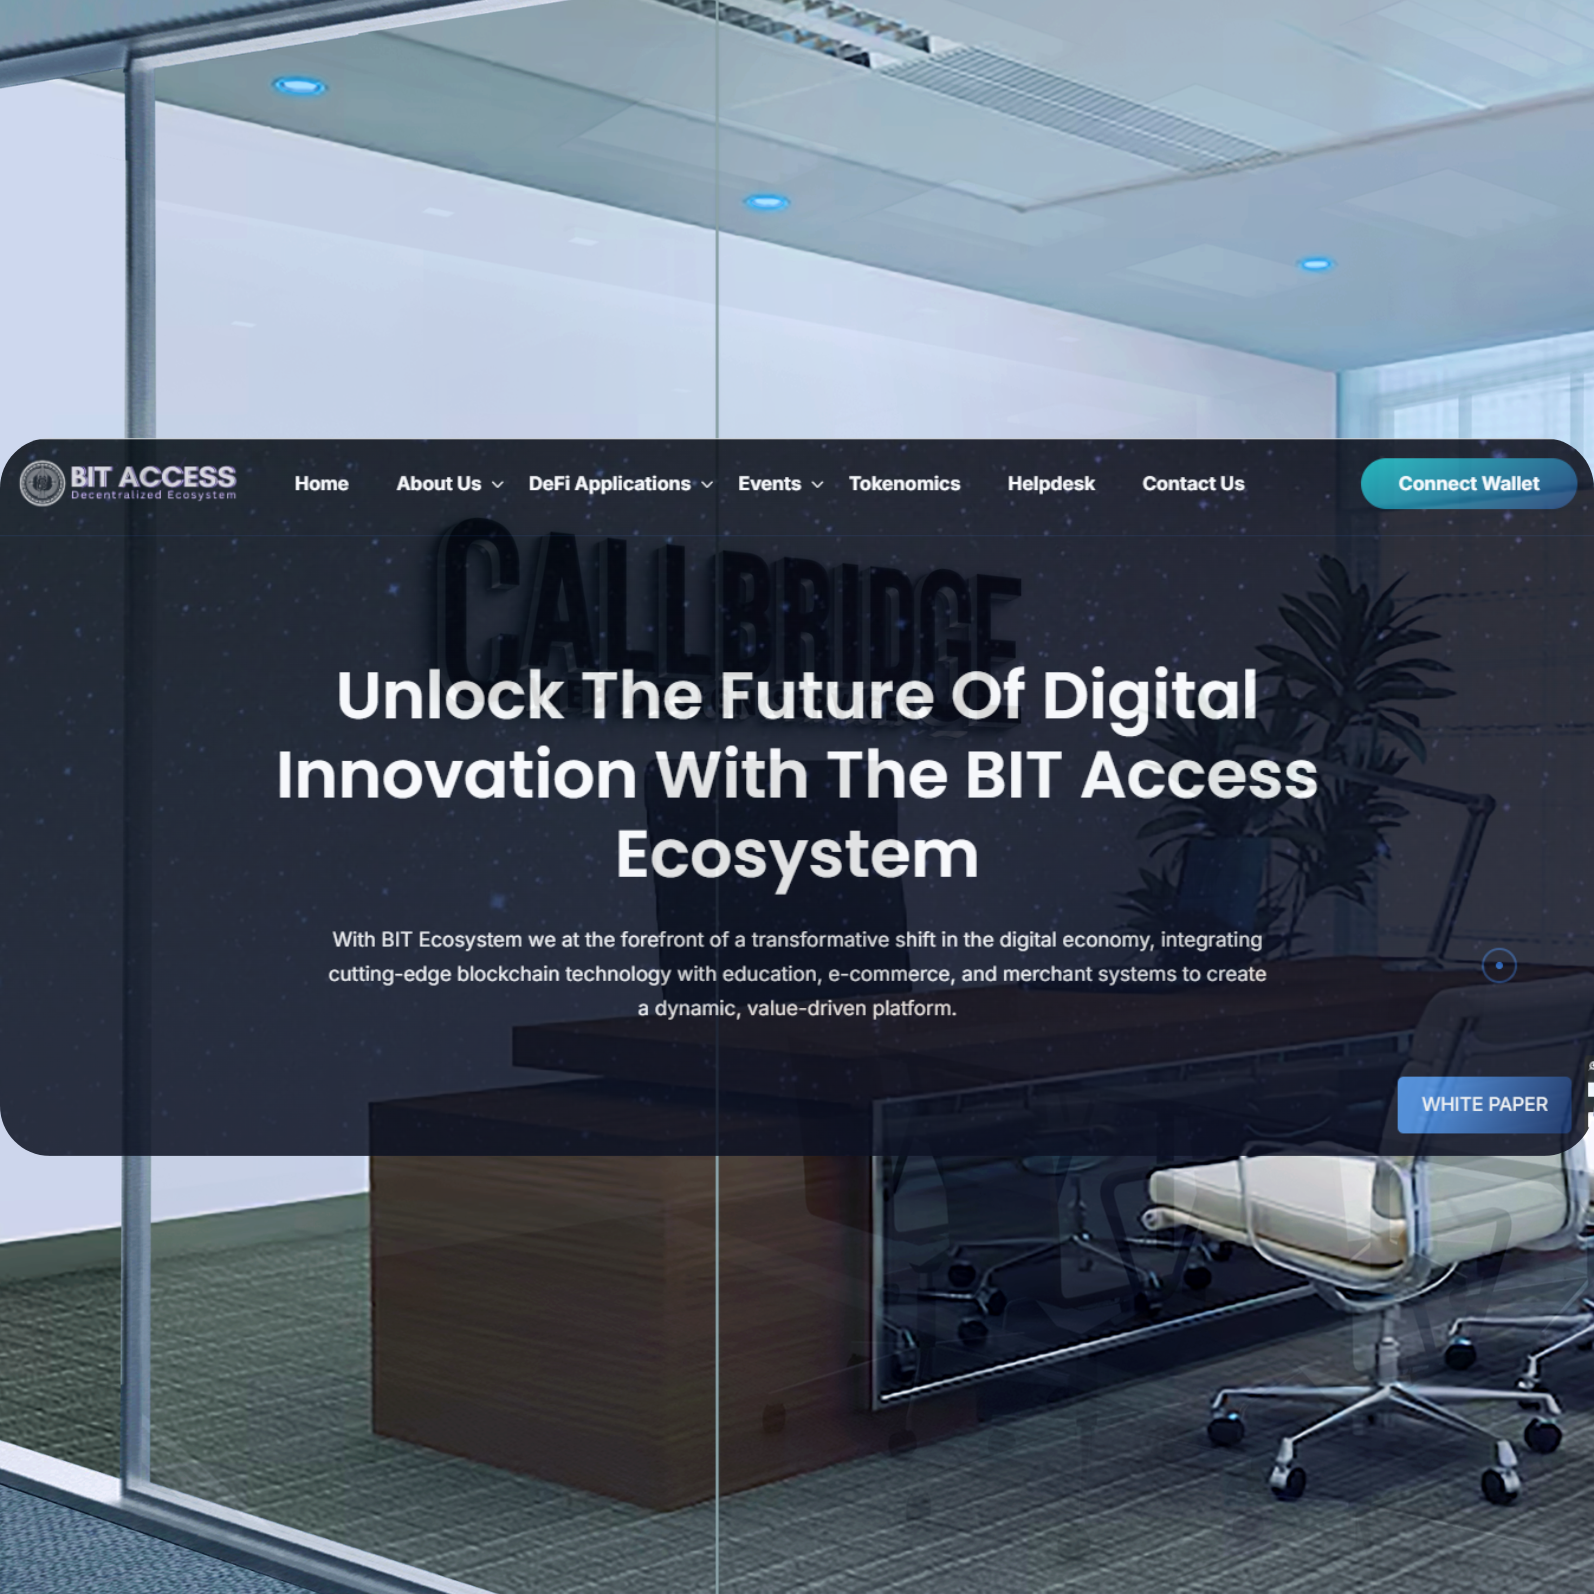 BIT ACCESS
Decentralized Ecosystem
Home
About Us
DeFi Applications
Events
Tokenomics
Helpdesk
Contact Us
Connect Wallet
CALLBRIDGE
Unlock The Future Of Digital
Innovation With The BIT Access
Ecosystem
With BIT Ecosystem we at the forefront of a transformative shift in the digital economy, integrating
cutting-edge blockchain technology with education, e-commerce, and merchant systems to create
a dynamic, value-driven platform.
WHITE PAPER